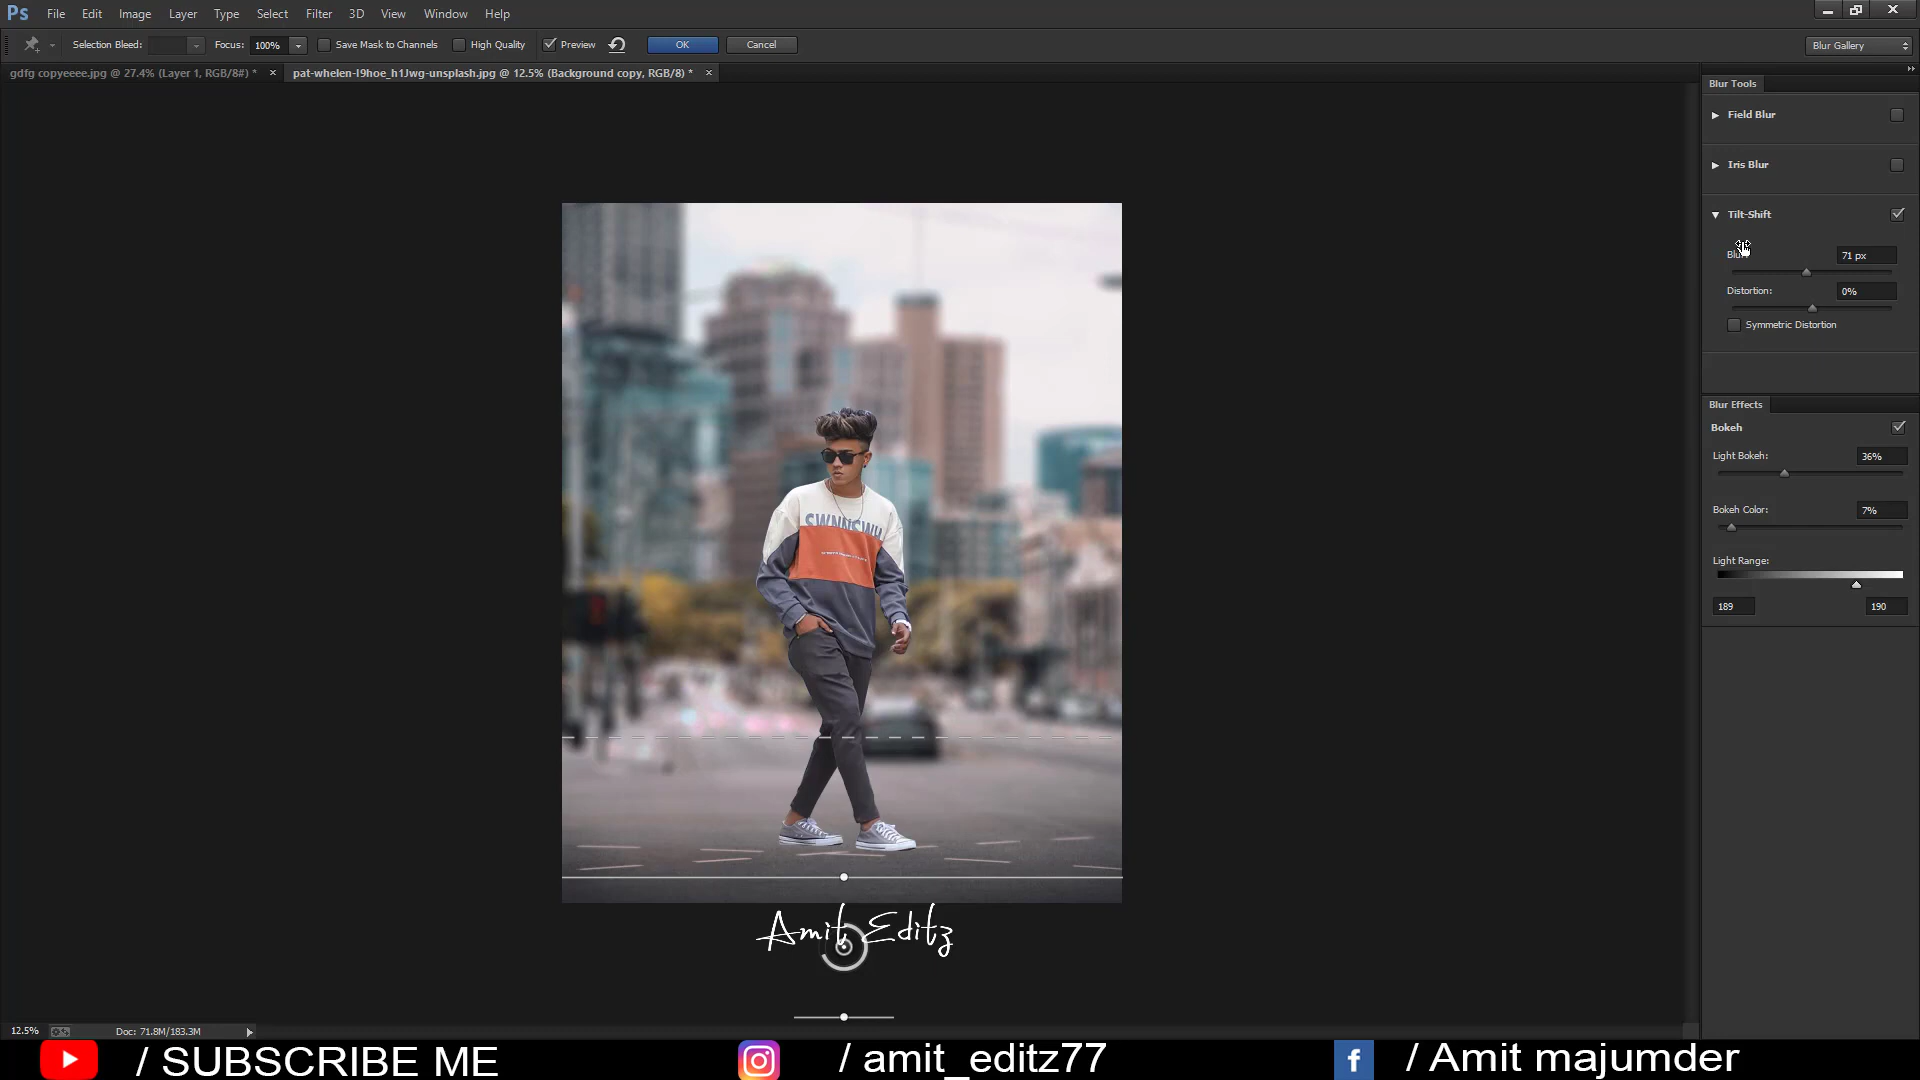 Ps File Edit Image Layer Type Select Filter 3D View Window Help
Selection Bleed: Focus: 100% Save Mask to Channels High Quality Preview OK Cancel Blur Gallery
gdfg copyeeee.jpg @ 27.4% (Layer 1, RGB/8#) * × pat-whelen-I9hoe_h1Jwg-unsplash.jpg @ 12.5% (Background copy, RGB/8) * ×
Blur Tools
Field Blur
Iris Blur
Tilt-Shift
Blur: 71 px
Distortion: 0%
Symmetric Distortion
Blur Effects
Bokeh
Light Bokeh: 36%
Bokeh Color: 7%
Light Range:
189 190
Amit Editz
12.5% Doc: 71.8M/183.3M
/ SUBSCRIBE ME / amit_editz77 / Amit majumder